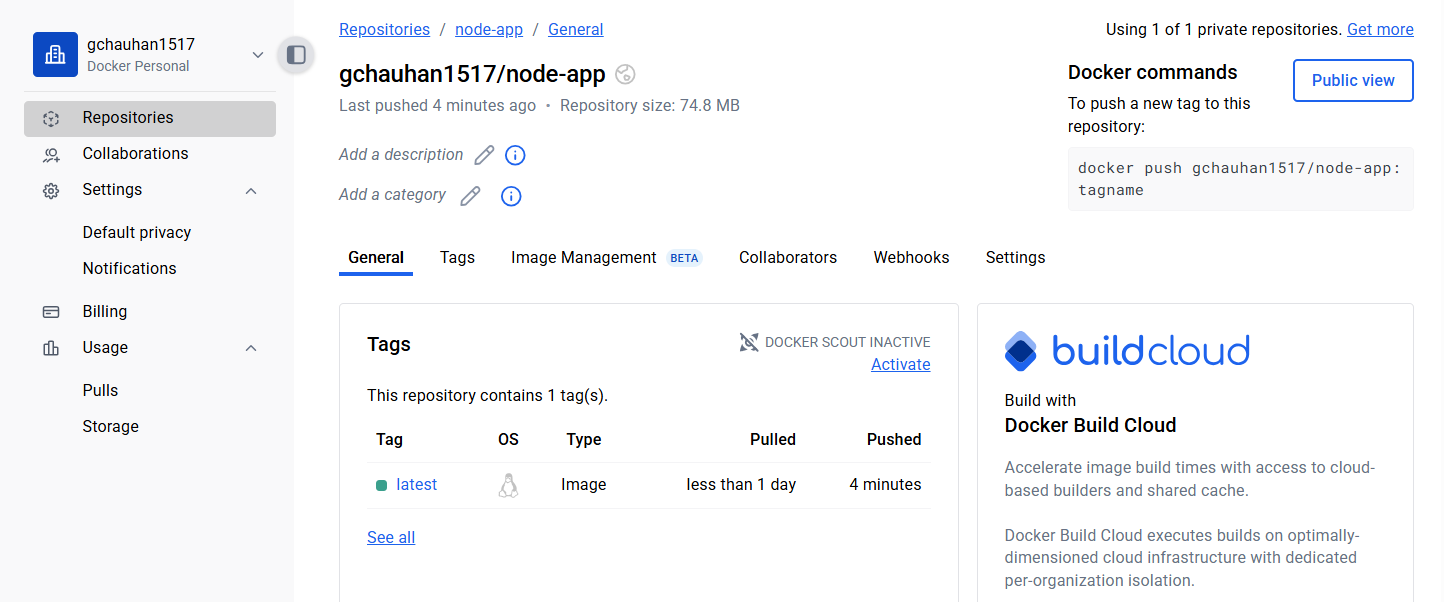 gchauhan1517
Docker Personal
Repositories
Collaborations
Settings
Default privacy
Notifications
Billing
Usage
Pulls
Storage
Repositories / node-app / General
Using 1 of 1 private repositories. Get more
gchauhan1517/node-app
Last pushed 4 minutes ago • Repository size: 74.8 MB
Add a description
Add a category
Docker commands
Public view
To push a new tag to this
repository:
docker push gchauhan1517/node-app:
tagname
General Tags Image Management BETA Collaborators Webhooks Settings
Tags
DOCKER SCOUT INACTIVE
Activate
This repository contains 1 tag(s).
Tag OS Type Pulled Pushed
latest Image less than 1 day 4 minutes
See all
buildcloud
Build with
Docker Build Cloud
Accelerate image build times with access to cloud-
based builders and shared cache.
Docker Build Cloud executes builds on optimally-
dimensioned cloud infrastructure with dedicated
per-organization isolation.